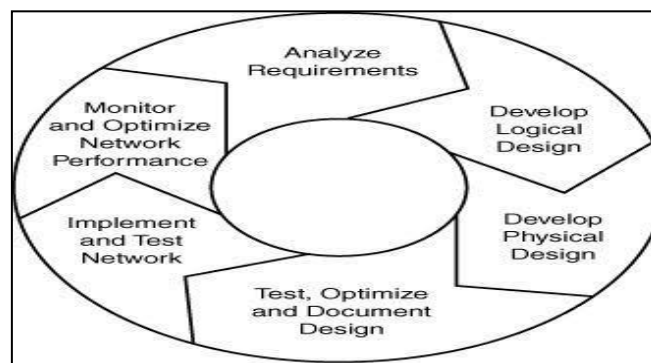 Analyze
Requirements
Develop
Logical
Design
Develop
Physical
Design
Test, Optimize
and Document
Design
Implement
and Test
Network
Monitor
and Optimize
Network
Performance